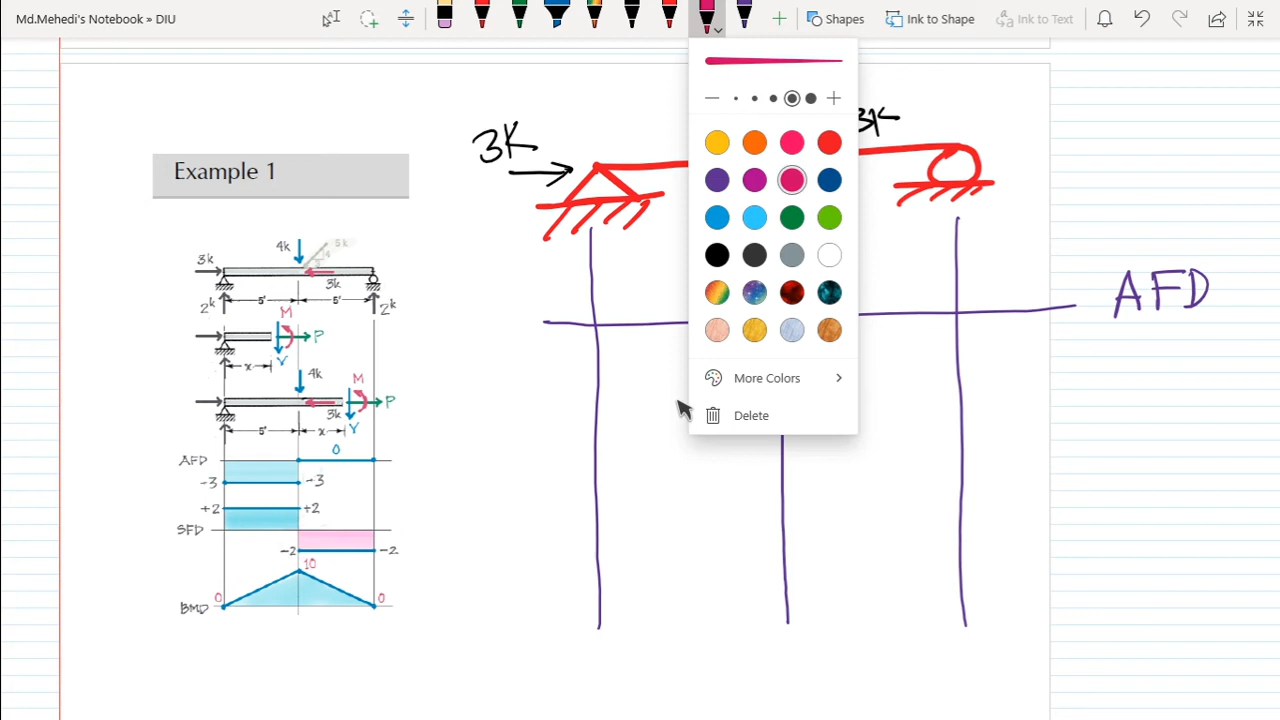 Md.Mehedi's Notebook » DIU
Shapes
Ink to Shape
Ink to Text
Example 1
3K
3K
AFD
More Colors
Delete
4k
5k
3k
3k
2k
5'
5'
2k
M
P
V
x
4k
M
P
3k
V
5'
x
0
AFD
-3
-3
+2
+2
SFD
-2
-2
10
0
0
BMD